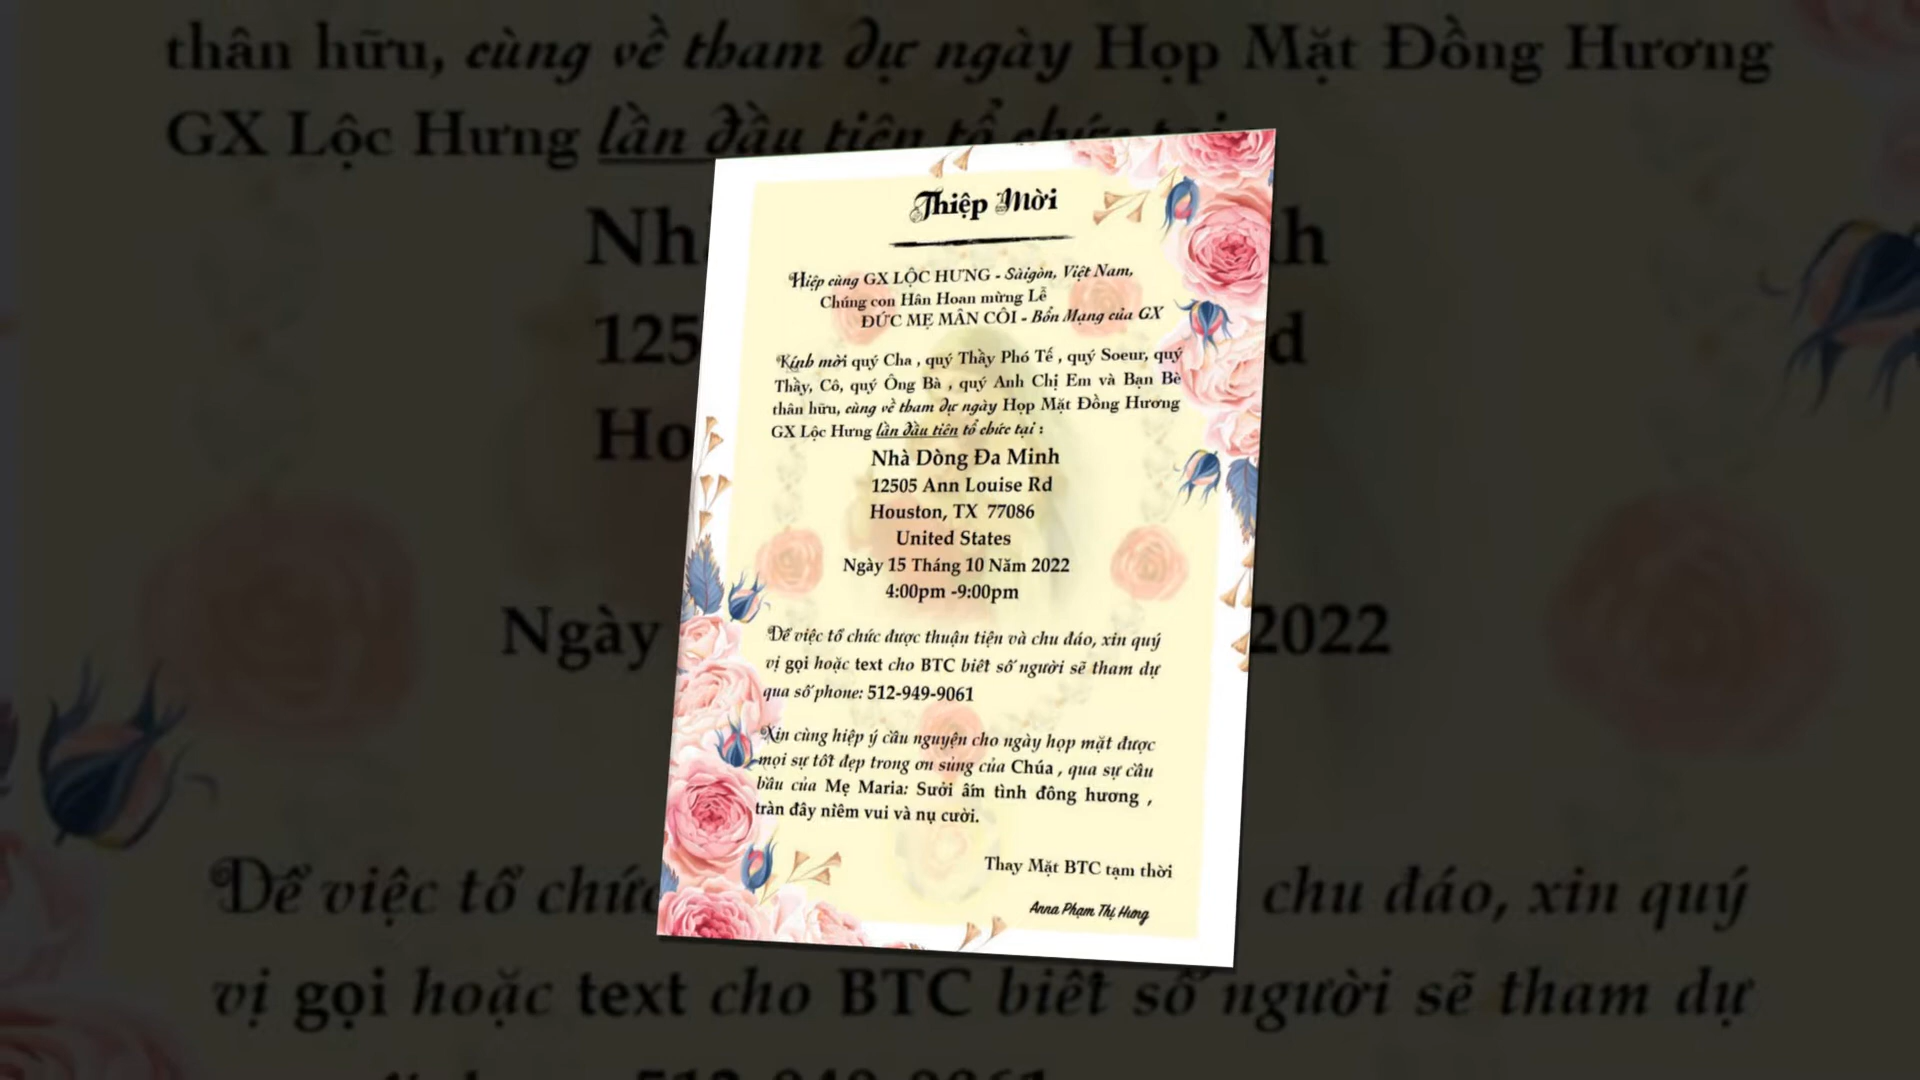 thân hữu, cùng về tham dự ngày Họp Mặt Đồng Hương
GX Lộc Hưng lần đầu tiên tổ chức tại
Thiệp Mời
Hiệp cùng GX LỘC HƯNG - Sàigòn, Việt Nam,
Chúng con Hân Hoan mừng Lễ
ĐỨC MẸ MÂN CÔI - Bổn Mạng của GX
Kính mời quý Cha , quý Thầy Phó Tế , quý Soeur, quý
Thầy, Cô, quý Ông Bà , quý Anh Chị Em và Bạn Bè
thân hữu, cùng về tham dự ngày Họp Mặt Đồng Hương
GX Lộc Hưng lần đầu tiên tổ chức tại :
Nhà Dòng Đa Minh
12505 Ann Louise Rd
Houston, TX 77086
United States
Ngày 15 Tháng 10 Năm 2022
4:00pm -9:00pm
Để việc tổ chức được thuận tiện và chu đáo, xin quý
vị gọi hoặc text cho BTC biết số người sẽ tham dự
qua số phone: 512-949-9061
Xin cùng hiệp ý cầu nguyện cho ngày họp mặt được
mọi sự tốt đẹp trong ơn sủng của Chúa , qua sự cầu
bầu của Mẹ Maria: Sưởi ấm tình đông hương ,
tràn đầy niềm vui và nụ cười.
Thay Mặt BTC tạm thời
Anna Phạm Thị Hưng
Ngày 2022
Để việc tổ chức chu đáo, xin quý
vị gọi hoặc text cho BTC biết số người sẽ tham dự